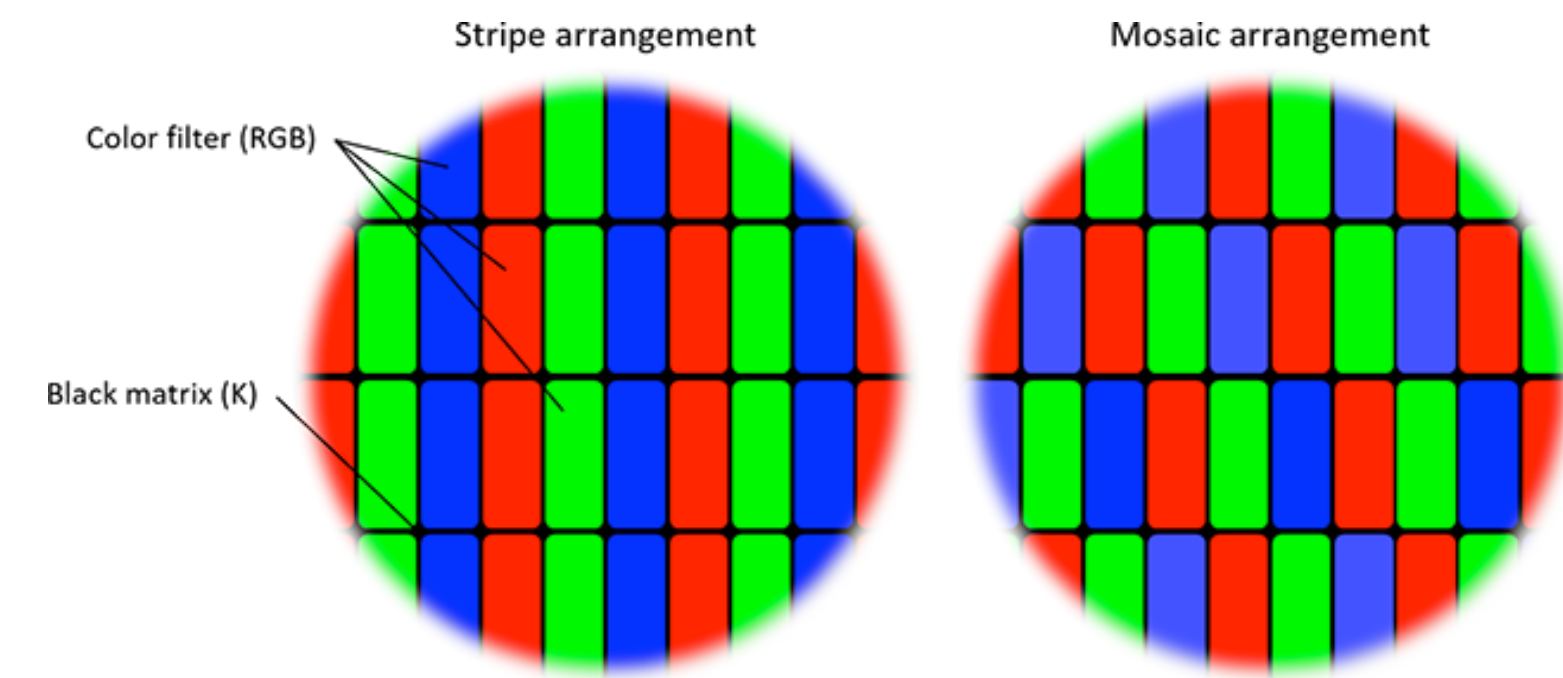 Stripe arrangement
Mosaic arrangement
Color filter (RGB)
Black matrix (K)